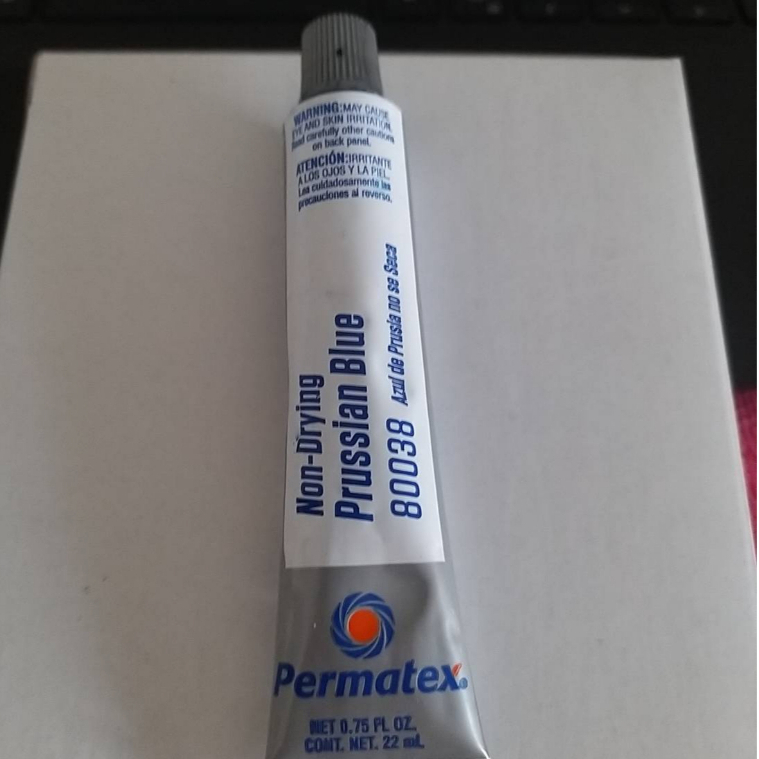 WARNING:MAY CAUSE
EYE AND SKIN IRRITATION.
Read carefully other cautions
on back panel.
ATENCIÓN:IRRITANTE
A LOS OJOS Y LA PIEL.
Lea cuidadosamente las
precauciones al reverso.
Non-Drying
Prussian Blue
80038 Azul de Prusia no se Seca
Permatex®
NET 0.75 FL OZ.
CONT. NET. 22 mL